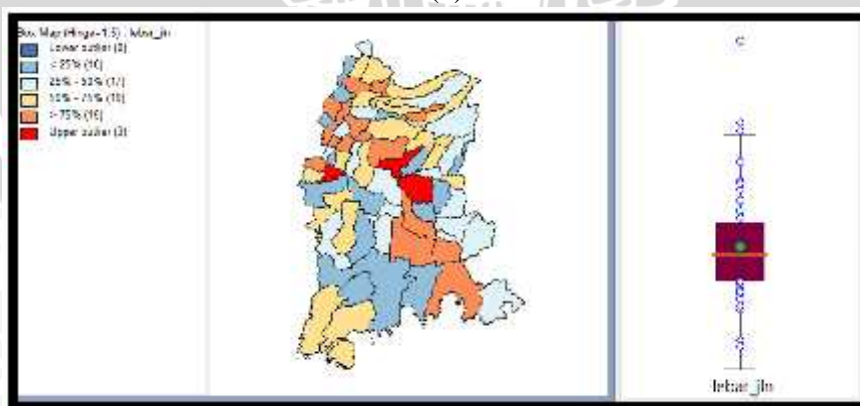 Box Map (Hinge=1.5) : lebar_jln
Lower outlier (0)
< 25% (16)
25% - 50% (17)
50% - 75% (18)
> 75% (16)
Upper outlier (3)
lebar_jln